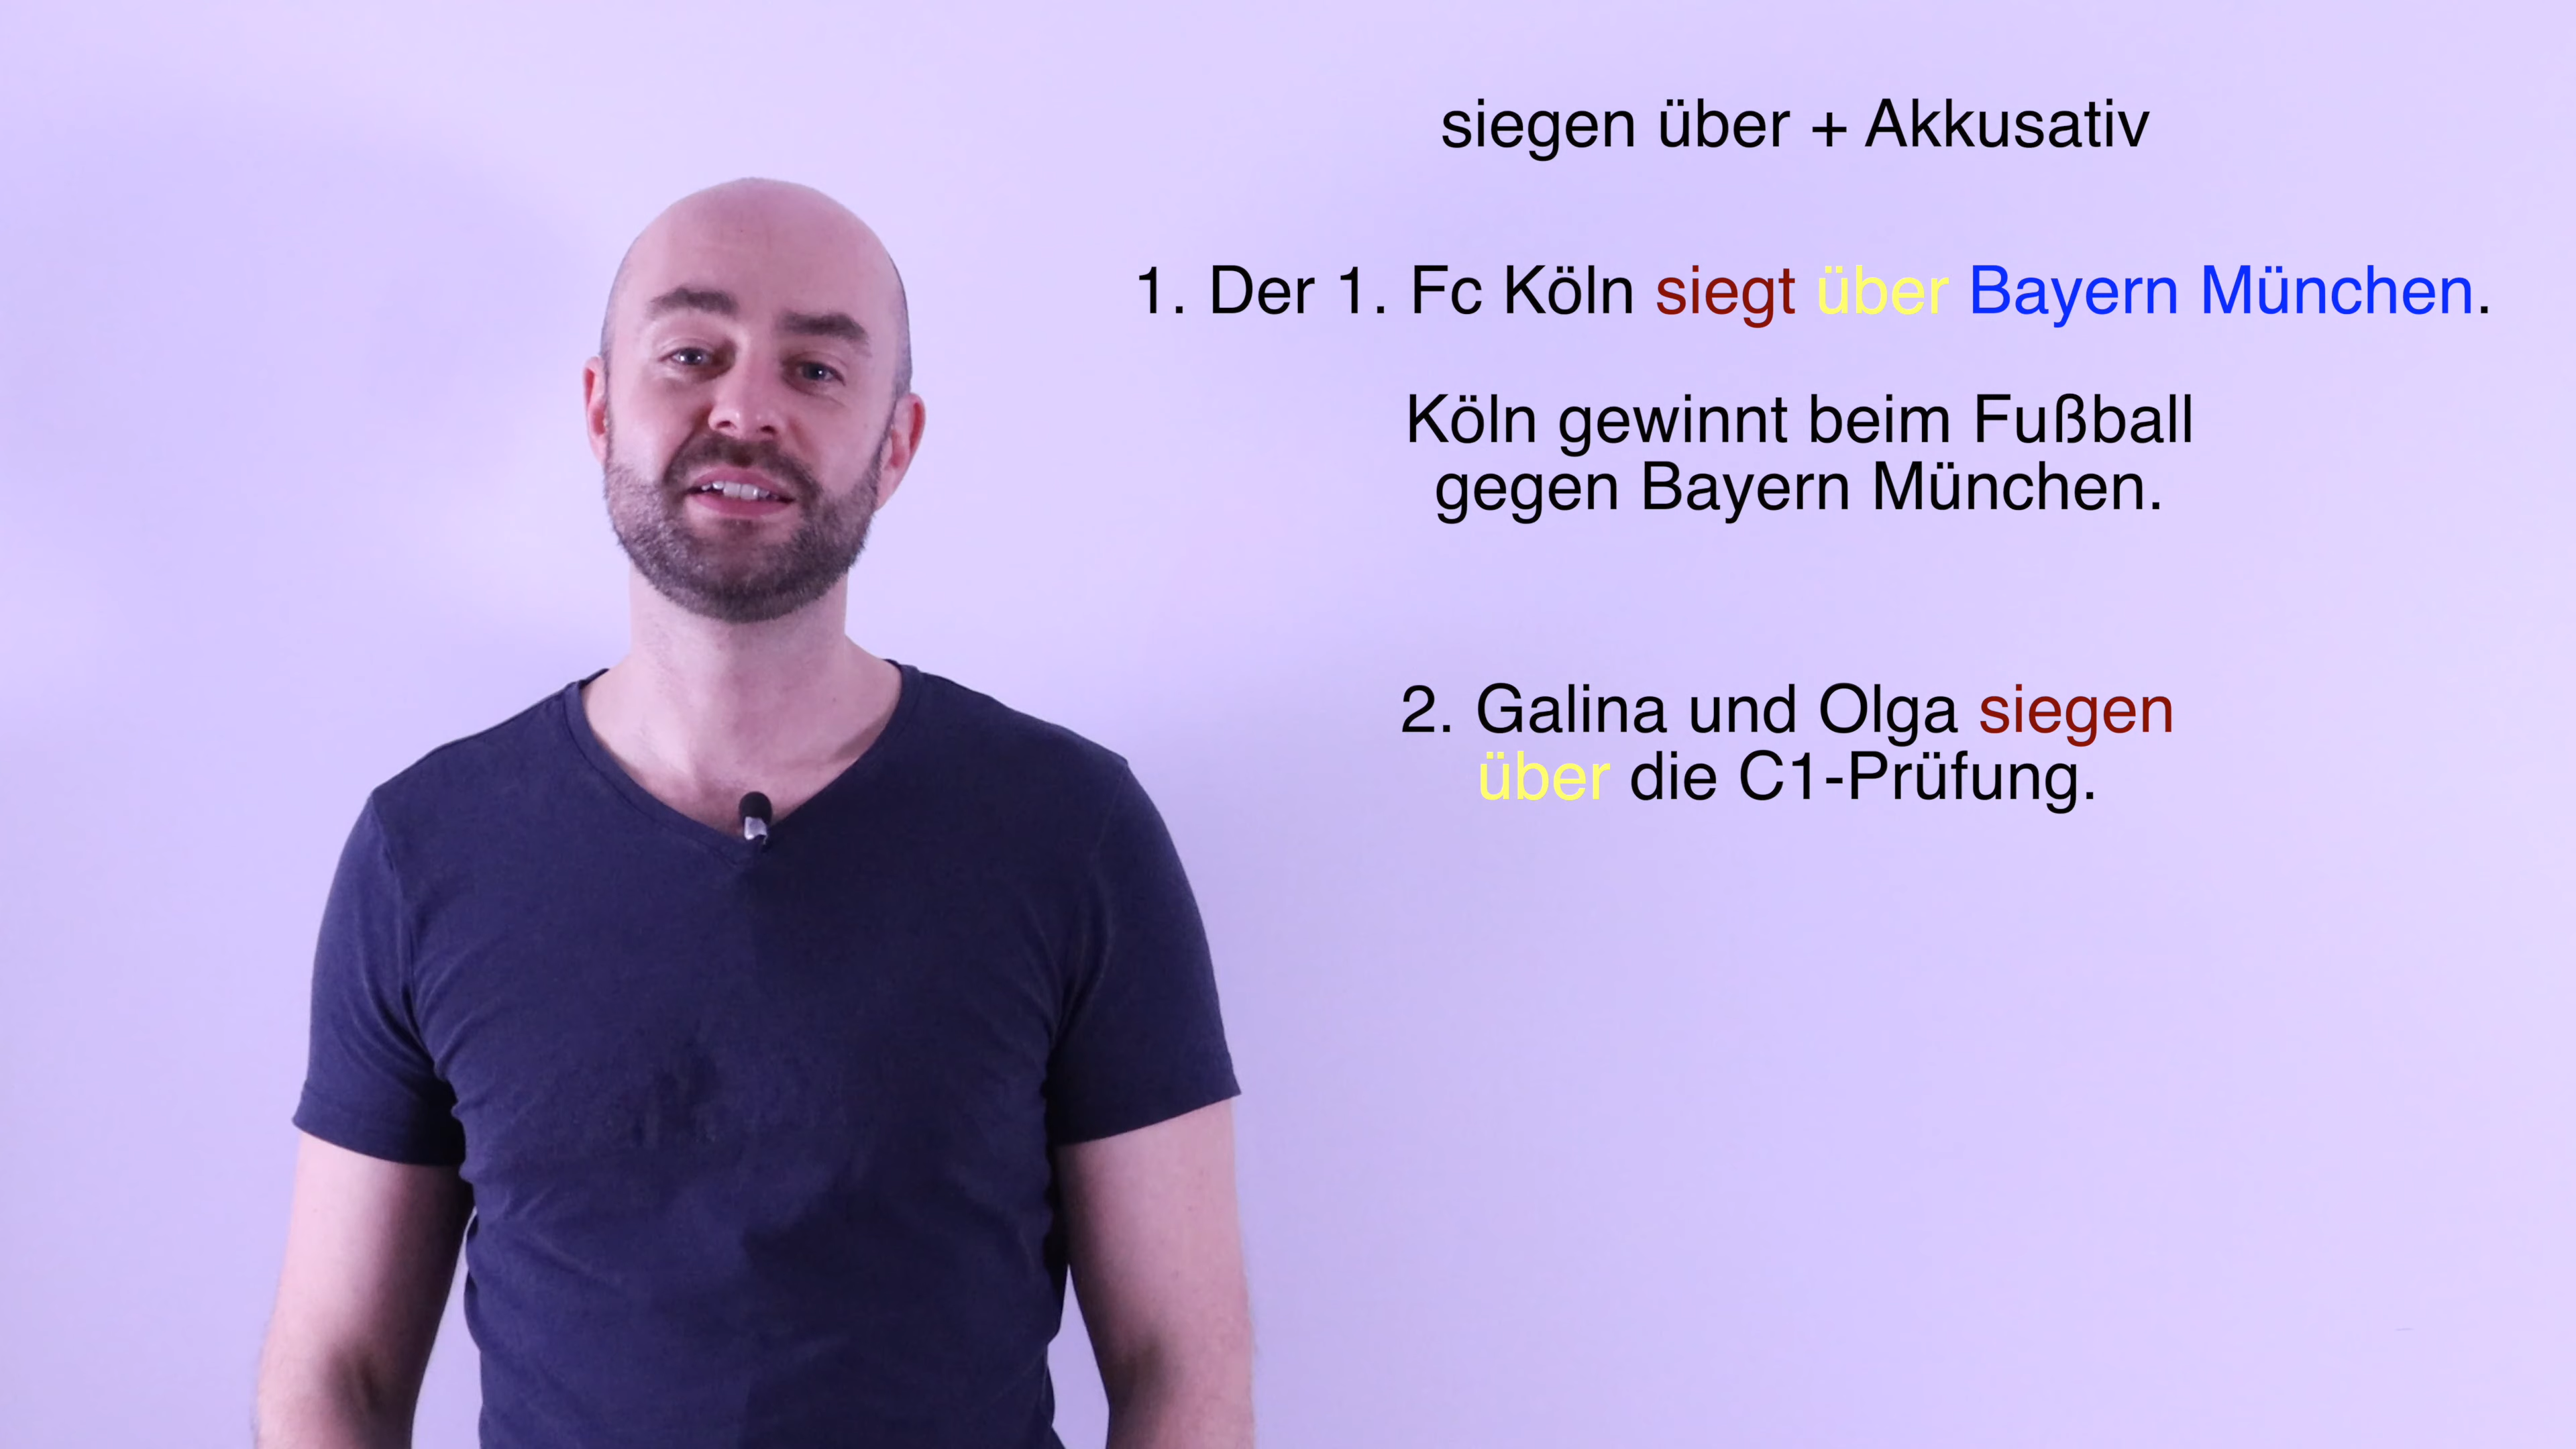 siegen über + Akkusativ
1. Der 1. Fc Köln siegt über Bayern München.
Köln gewinnt beim Fußball
gegen Bayern München.
2. Galina und Olga siegen
über die C1-Prüfung.